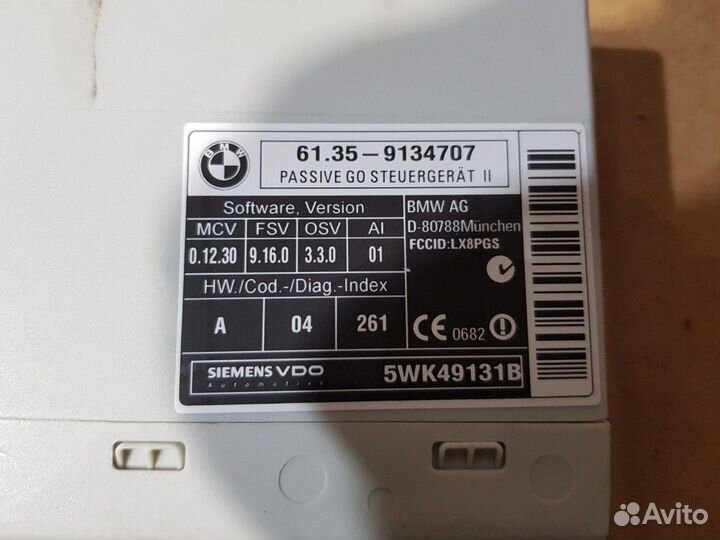 BMW
61.35-9134707
PASSIVE GO STEUERGERÄT II
Software, Version
MCV FSV OSV AI
0.12.30 9.16.0 3.3.0 01
HW./Cod.-/Diag.-Index
A 04 261
BMW AG
D-80788München
FCCID:LX8PGS
CE 0682
SIEMENS VDO
Automotive
5WK49131B
Avito